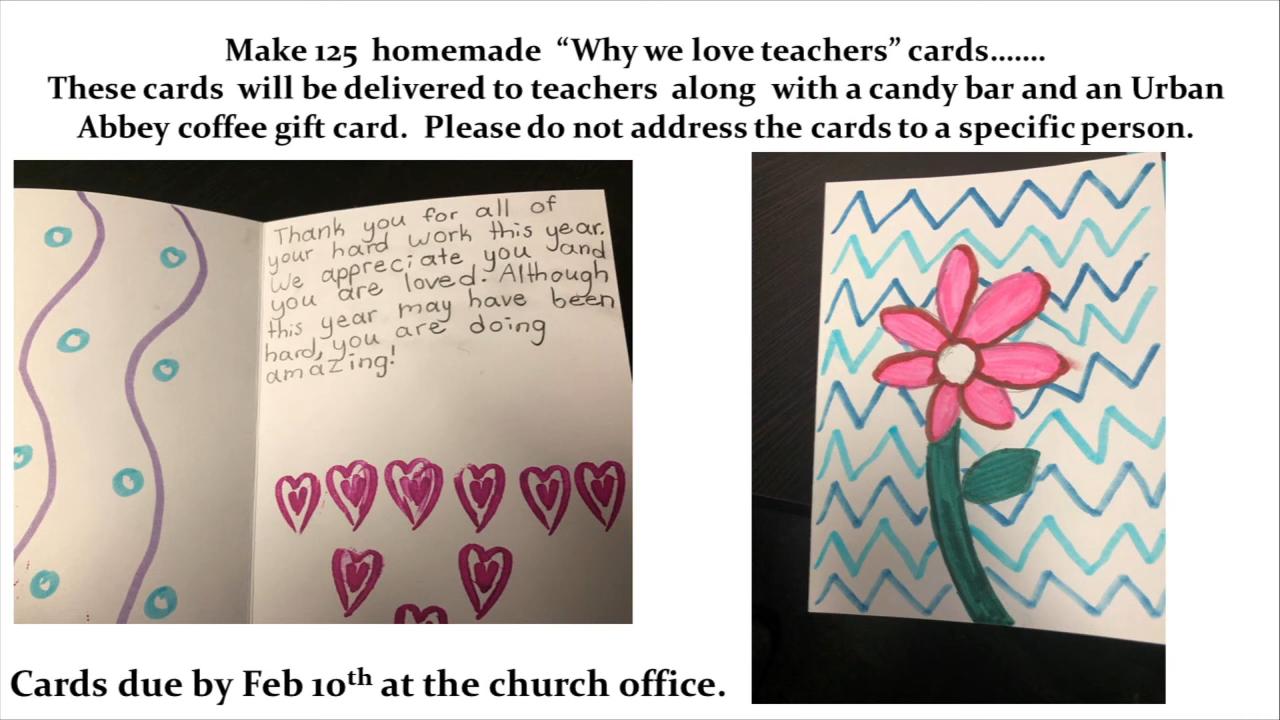 Make 125 homemade “Why we love teachers” cards.......
These cards will be delivered to teachers along with a candy bar and an Urban
Abbey coffee gift card. Please do not address the cards to a specific person.
Thank you for all of
your hard work this year.
We appreciate you and
you are loved. Although
this year may have been
hard, you are doing
amazing!
Cards due by Feb 10th at the church office.